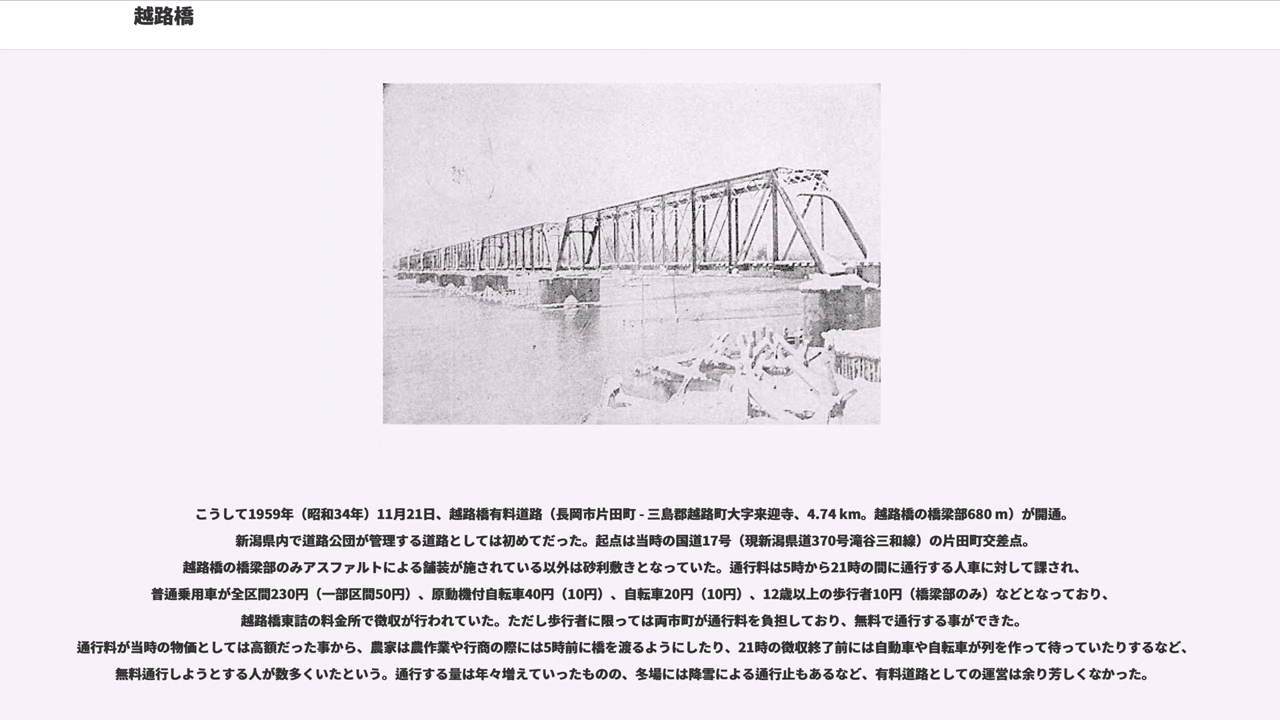 越路橋
こうして1959年（昭和34年）11月21日、越路橋有料道路（長岡市片田町 - 三島郡越路町大字来迎寺、4.74 km。越路橋の橋梁部680 m）が開通。
新潟県内で道路公団が管理する道路としては初めてだった。起点は当時の国道17号（現新潟県道370号滝谷三和線）の片田町交差点。
越路橋の橋梁部のみアスファルトによる舗装が施されている以外は砂利敷きとなっていた。通行料は5時から21時の間に通行する人車に対して課され、
普通乗用車が全区間230円（一部区間50円）、原動機付自転車40円（10円）、自転車20円（10円）、12歳以上の歩行者10円（橋梁部のみ）などとなっており、
越路橋東詰の料金所で徴収が行われていた。ただし歩行者に限っては両市町が通行料を負担しており、無料で通行する事ができた。
通行料が当時の物価としては高額だった事から、農家は農作業や行商の際には5時前に橋を渡るようにしたり、21時の徴収終了前には自動車や自転車が列を作って待っていたりするなど、
無料通行しようとする人が数多くいたという。通行する量は年々増えていったものの、冬場には降雪による通行止もあるなど、有料道路としての運営は余り芳しくなかった。